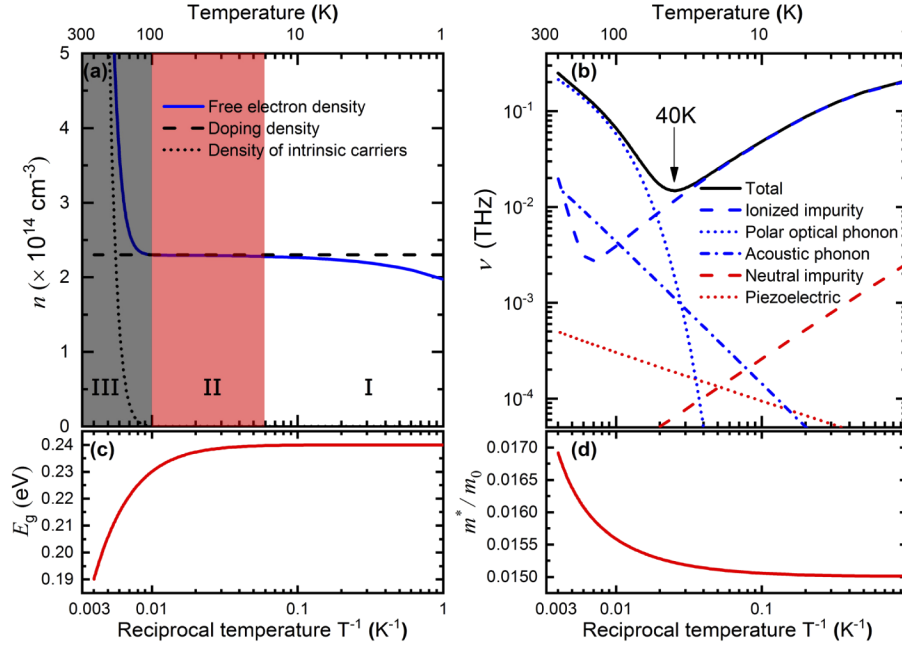 Temperature (K)
300 100 10 1
(a)
5
4
3
2
1
0
n (× 10¹⁴ cm⁻³)
Free electron density
Doping density
Density of intrinsic carriers
III
II
I
Temperature (K)
300 100 10 1
(b)
10⁻¹
10⁻²
10⁻³
10⁻⁴
ν (THz)
40K
Total
Ionized impurity
Polar optical phonon
Acoustic phonon
Neutral impurity
Piezoelectric
(c)
0.24
0.23
0.22
0.21
0.20
0.19
E_g (eV)
0.003 0.01 0.1 1
Reciprocal temperature T⁻¹ (K⁻¹)
(d)
0.0170
0.0165
0.0160
0.0155
0.0150
m*/m₀
0.003 0.01 0.1
Reciprocal temperature T⁻¹ (K⁻¹)